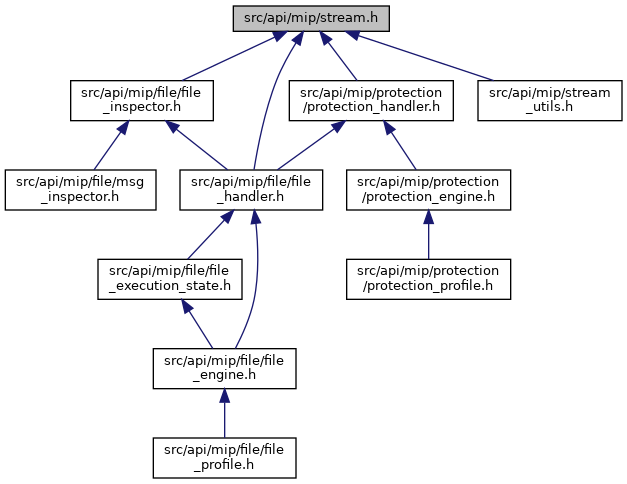 src/api/mip/stream.h
src/api/mip/file/file
_inspector.h
src/api/mip/protection
/protection_handler.h
src/api/mip/stream
_utils.h
src/api/mip/file/msg
_inspector.h
src/api/mip/file/file
_handler.h
src/api/mip/protection
/protection_engine.h
src/api/mip/file/file
_execution_state.h
src/api/mip/protection
/protection_profile.h
src/api/mip/file/file
_engine.h
src/api/mip/file/file
_profile.h